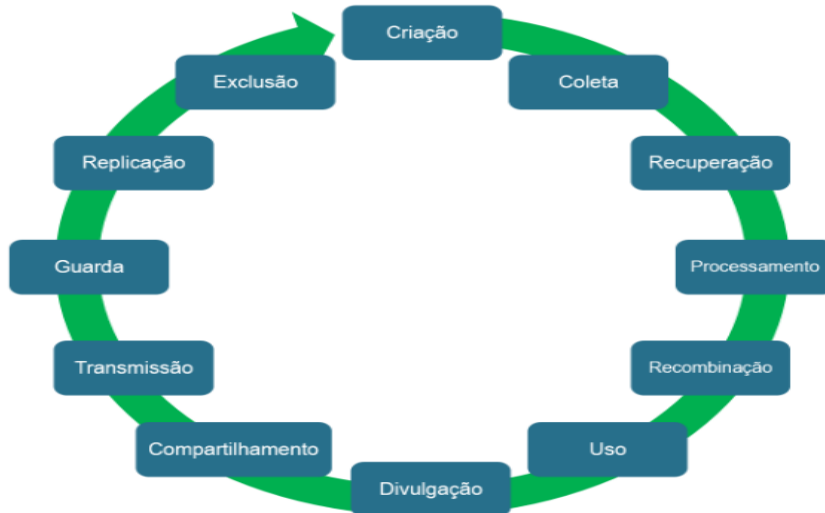 Criação
Coleta
Recuperação
Processamento
Recombinação
Uso
Divulgação
Compartilhamento
Transmissão
Guarda
Replicação
Exclusão